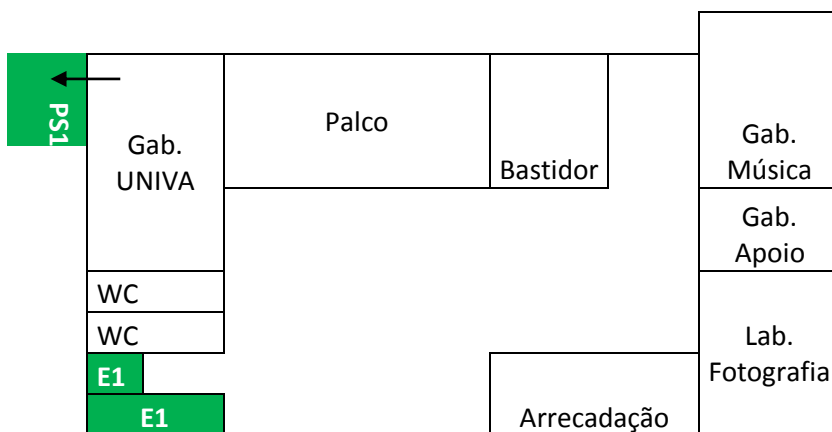 PS1
Gab.
UNIVA
Palco
Bastidor
Gab.
Música
Gab.
Apoio
WC
WC
E1
E1
Lab.
Fotografia
Arrecadação